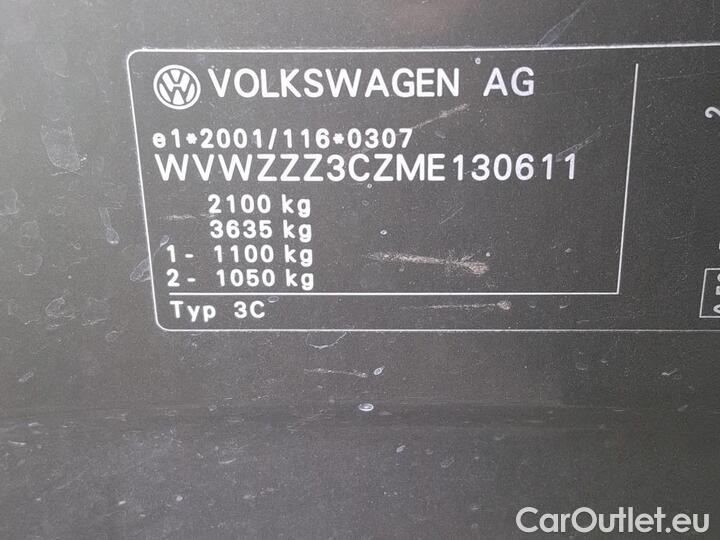 VOLKSWAGEN AG
e1*2001/116*0307
WVWZZZ3CZME130611
2100 kg
3635 kg
1- 1100 kg
2- 1050 kg
Typ 3C
2
CarOutlet.eu